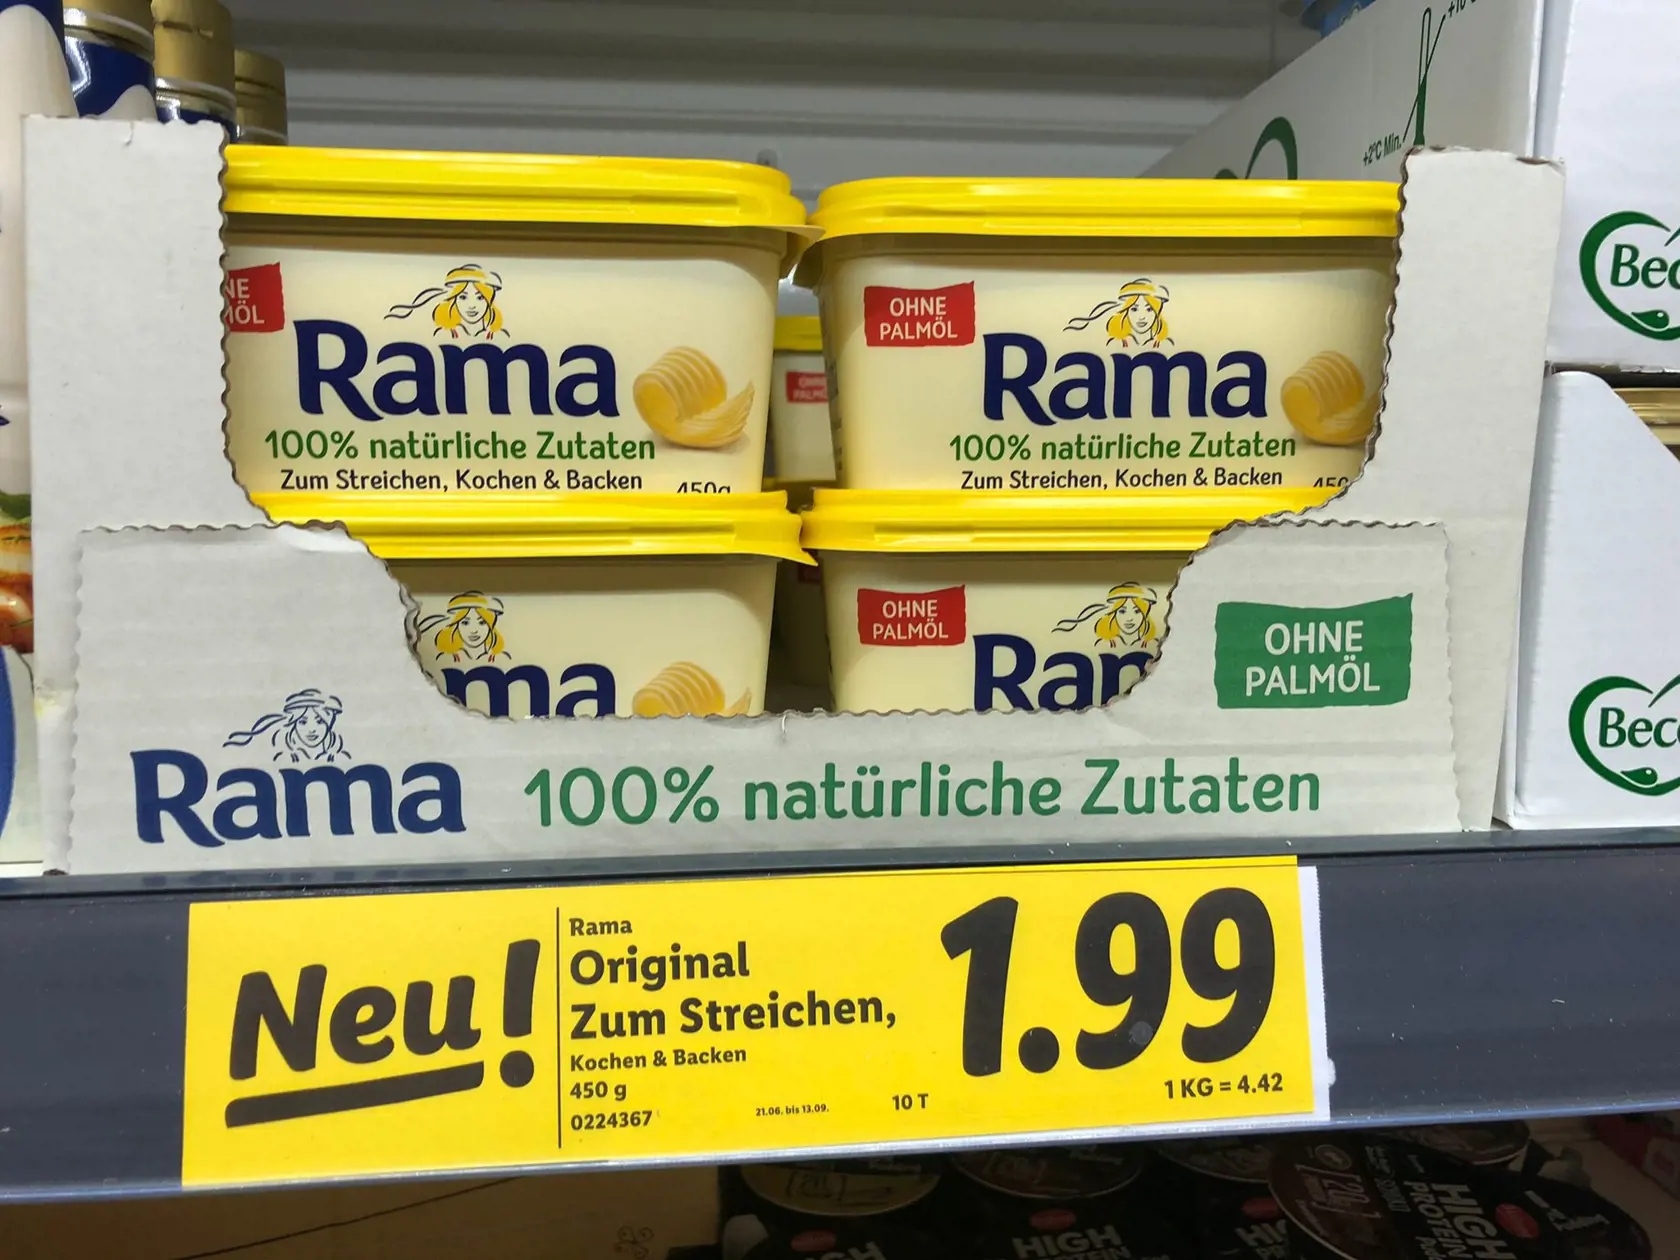 +2°C Min.
OHNE
PALMÖL
Rama
100% natürliche Zutaten
Zum Streichen, Kochen & Backen
450g
Rama
100% natürliche Zutaten
Zum Streichen, Kochen & Backen
OHNE
PALMÖL
OHNE
PALMÖL
Rama 100% natürliche Zutaten
Neu!
Rama
Original
Zum Streichen,
Kochen & Backen
450 g
0224367
21.06. bis 13.09.
10 T
1.99
1 KG = 4.42
HIGH
HIGH
PROTEIN